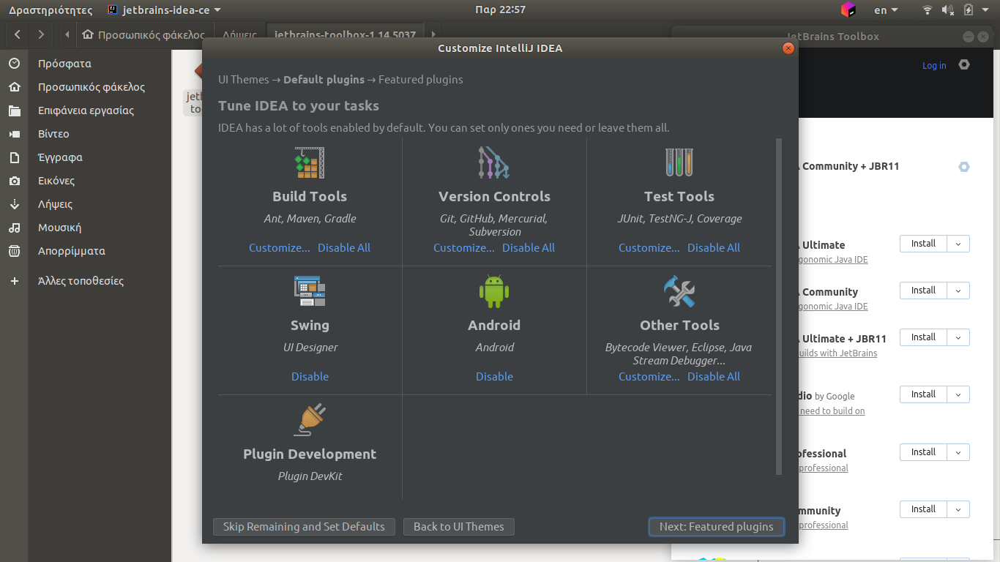 Δραστηριότητες jetbrains-idea-ce Παρ 22:57 en
Προσωπικός φάκελος Λήψεις jetbrains-toolbox-1.14.5037
JetBrains Toolbox
Πρόσφατα
Προσωπικός φάκελος
Επιφάνεια εργασίας
Βίντεο
Έγγραφα
Εικόνες
Λήψεις
Μουσική
Απορρίμματα
Άλλες τοποθεσίες
Customize IntelliJ IDEA
UI Themes → Default plugins → Featured plugins
Tune IDEA to your tasks
IDEA has a lot of tools enabled by default. You can set only ones you need or leave them all.
Build Tools
Ant, Maven, Gradle
Customize... Disable All
Version Controls
Git, GitHub, Mercurial,
Subversion
Customize... Disable All
Test Tools
JUnit, TestNG-J, Coverage
Customize... Disable All
Swing
UI Designer
Disable
Android
Android
Disable
Other Tools
Bytecode Viewer, Eclipse, Java
Stream Debugger...
Customize... Disable All
Plugin Development
Plugin DevKit
Skip Remaining and Set Defaults
Back to UI Themes
Next: Featured plugins
Log in
Community + JBR11
Ultimate
Install
gonomic Java IDE
Community
Install
gonomic Java IDE
Ultimate + JBR11
Install
uilds with JetBrains
dio by Google
Install
need to build on
ofessional
Install
professional
mmunity
Install
professional